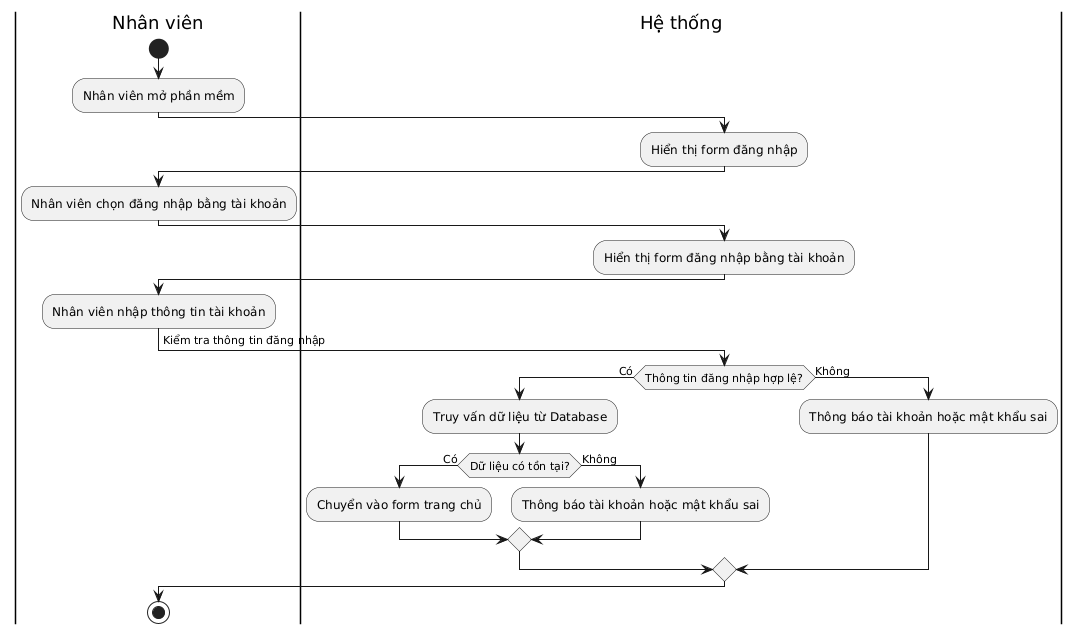 Nhân viên
Hệ thống
Nhân viên mở phần mềm
Hiển thị form đăng nhập
Nhân viên chọn đăng nhập bằng tài khoản
Hiển thị form đăng nhập bằng tài khoản
Nhân viên nhập thông tin tài khoản
Kiểm tra thông tin đăng nhập
Có
Thông tin đăng nhập hợp lệ?
Không
Truy vấn dữ liệu từ Database
Thông báo tài khoản hoặc mật khẩu sai
Có
Dữ liệu có tồn tại?
Không
Chuyển vào form trang chủ
Thông báo tài khoản hoặc mật khẩu sai